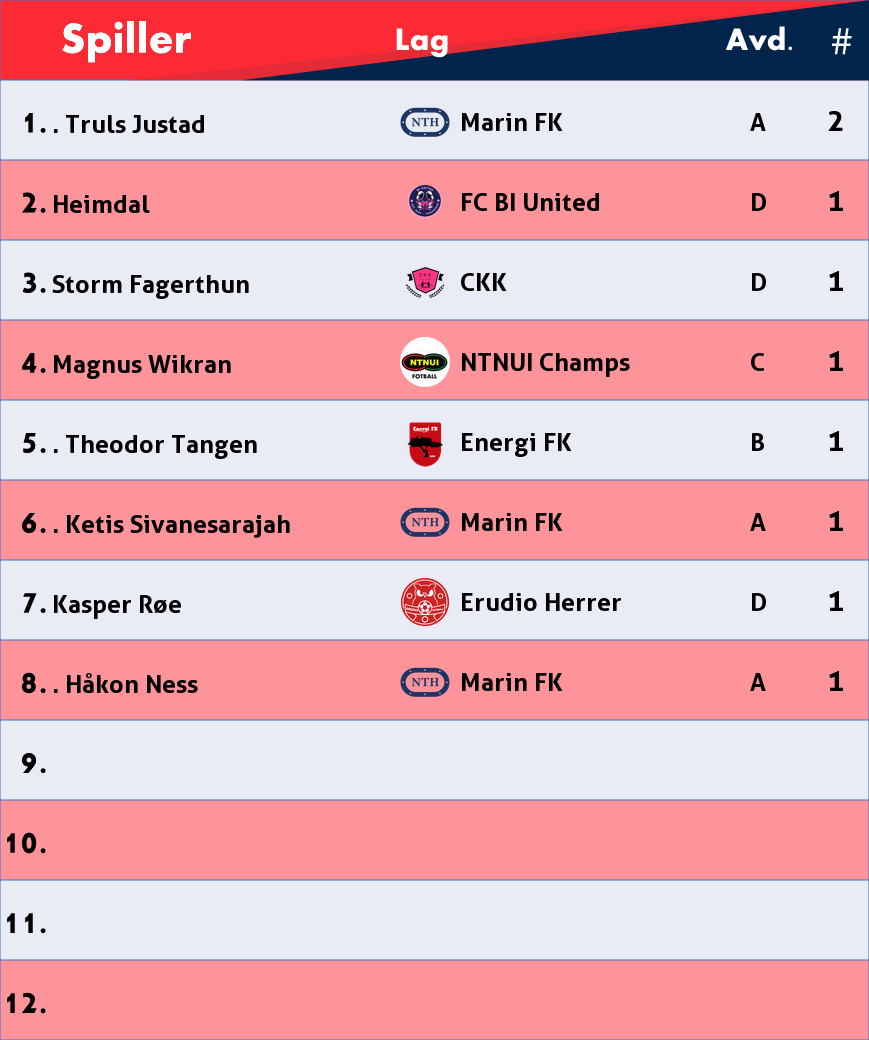 Spiller Lag Avd. #
1. . Truls Justad NTH Marin FK A 2
2. Heimdal FC BI United D 1
3. Storm Fagerthun CKK CKK D 1
4. Magnus Wikran NTNUI FOTBALL NTNUI Champs C 1
5. . Theodor Tangen Energi FK Energi FK B 1
6. . Ketis Sivanesarajah NTH Marin FK A 1
7. Kasper Røe Erudio Herrer D 1
8. . Håkon Ness NTH Marin FK A 1
9.
10.
11.
12.